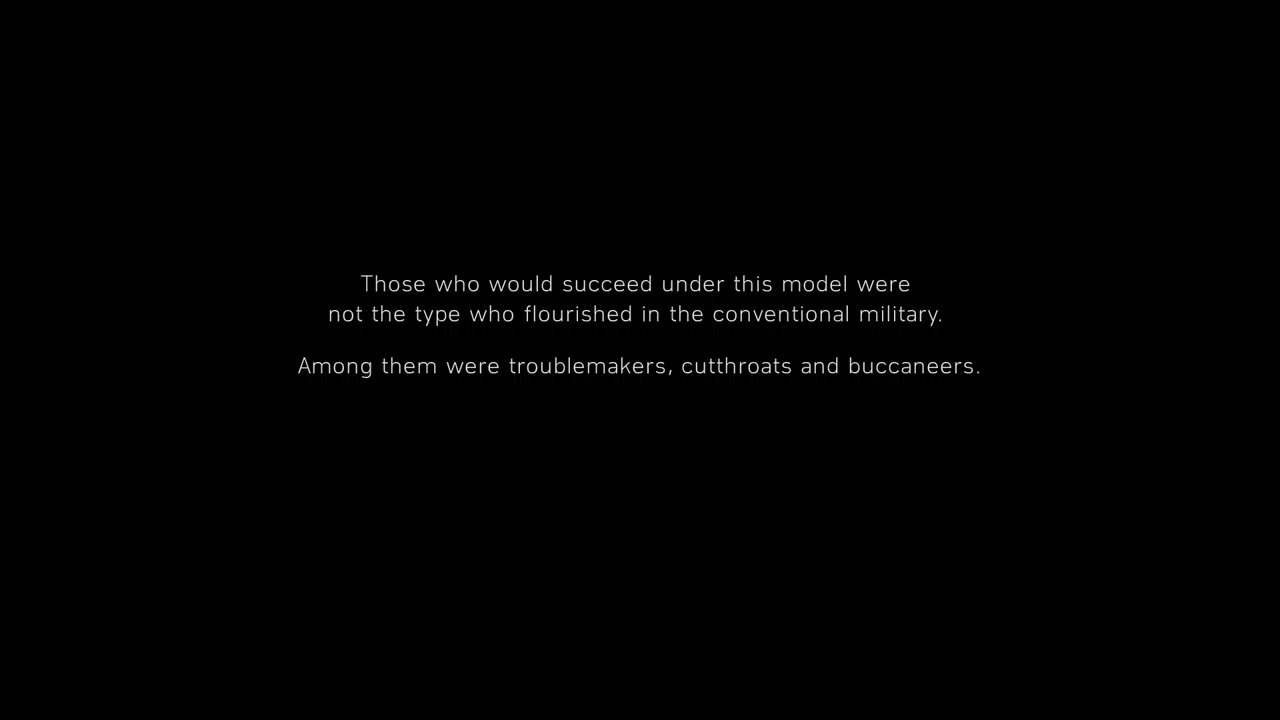 Those who would succeed under this model were
not the type who flourished in the conventional military.
Among them were troublemakers, cutthroats and buccaneers.